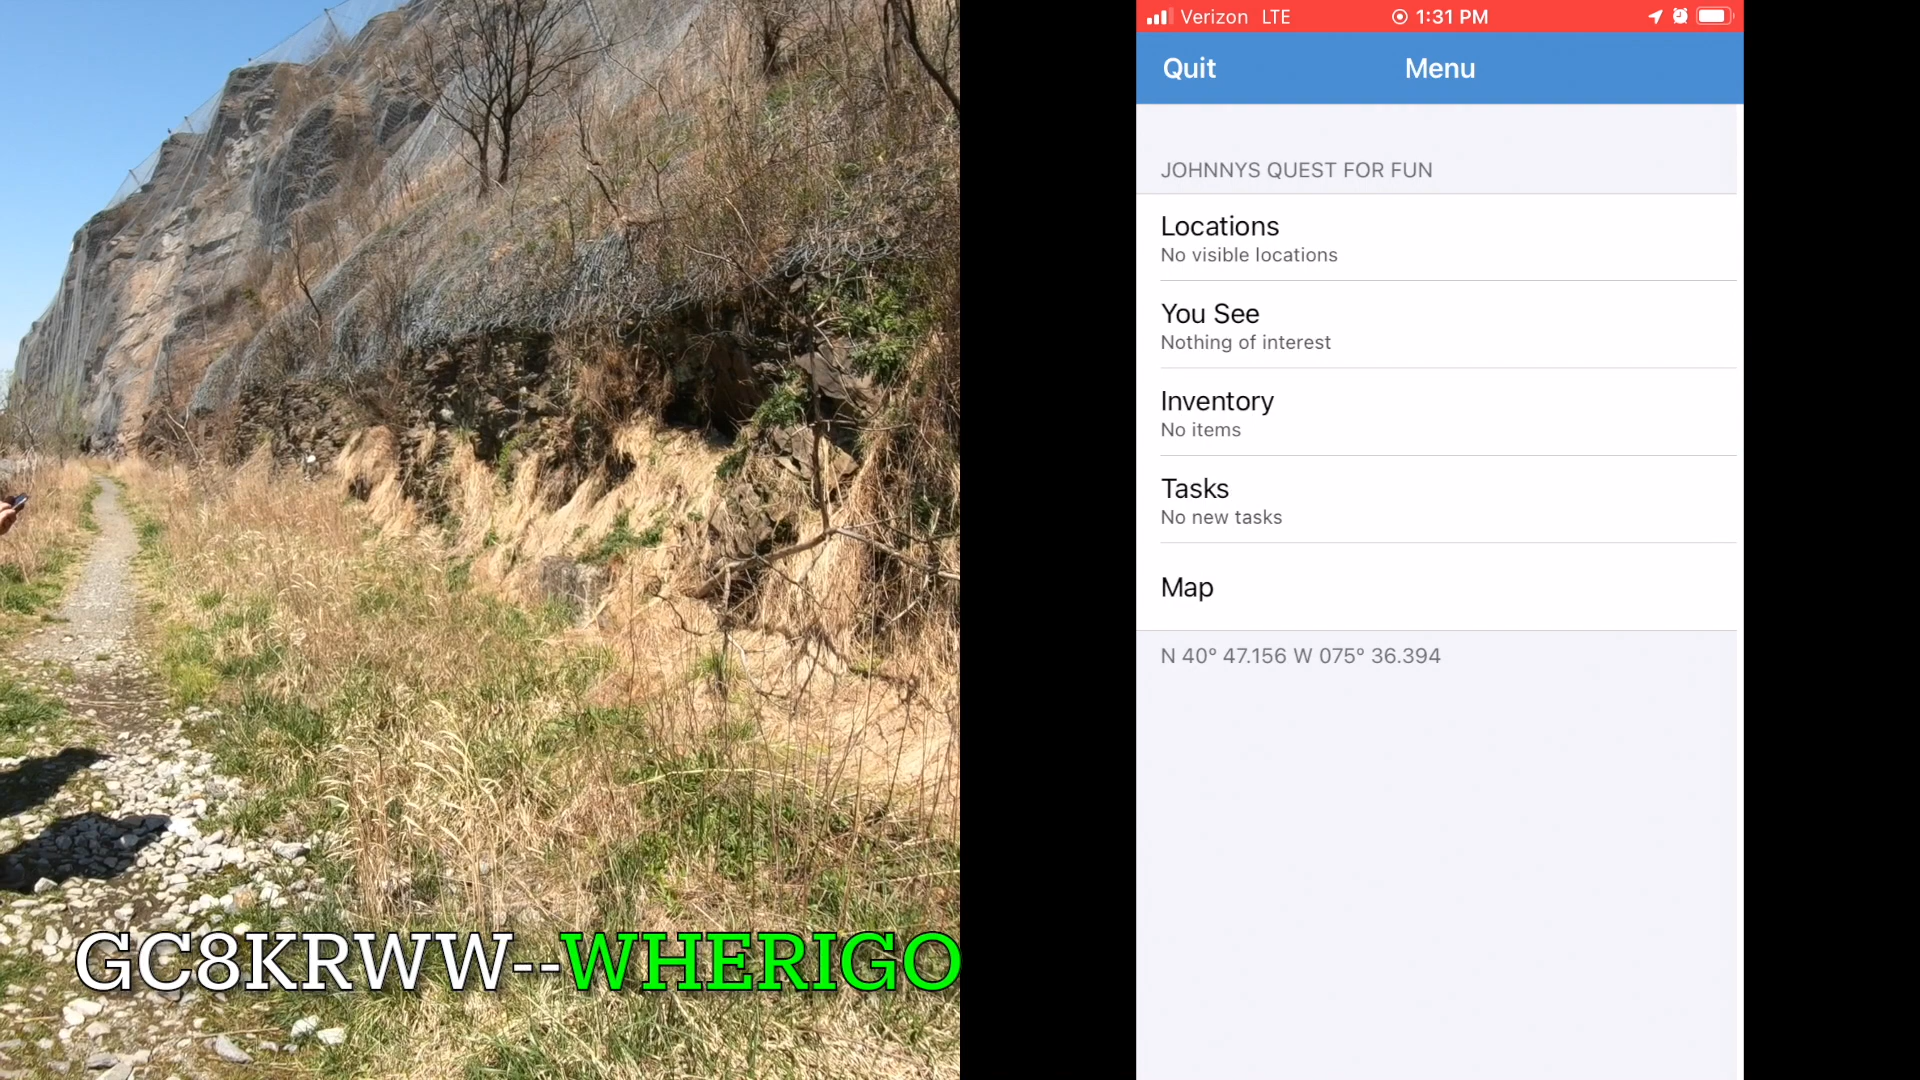 GC8KRWW--WHERIGO
Verizon LTE 1:31 PM
Quit Menu
JOHNNYS QUEST FOR FUN
Locations
No visible locations
You See
Nothing of interest
Inventory
No items
Tasks
No new tasks
Map
N 40° 47.156 W 075° 36.394